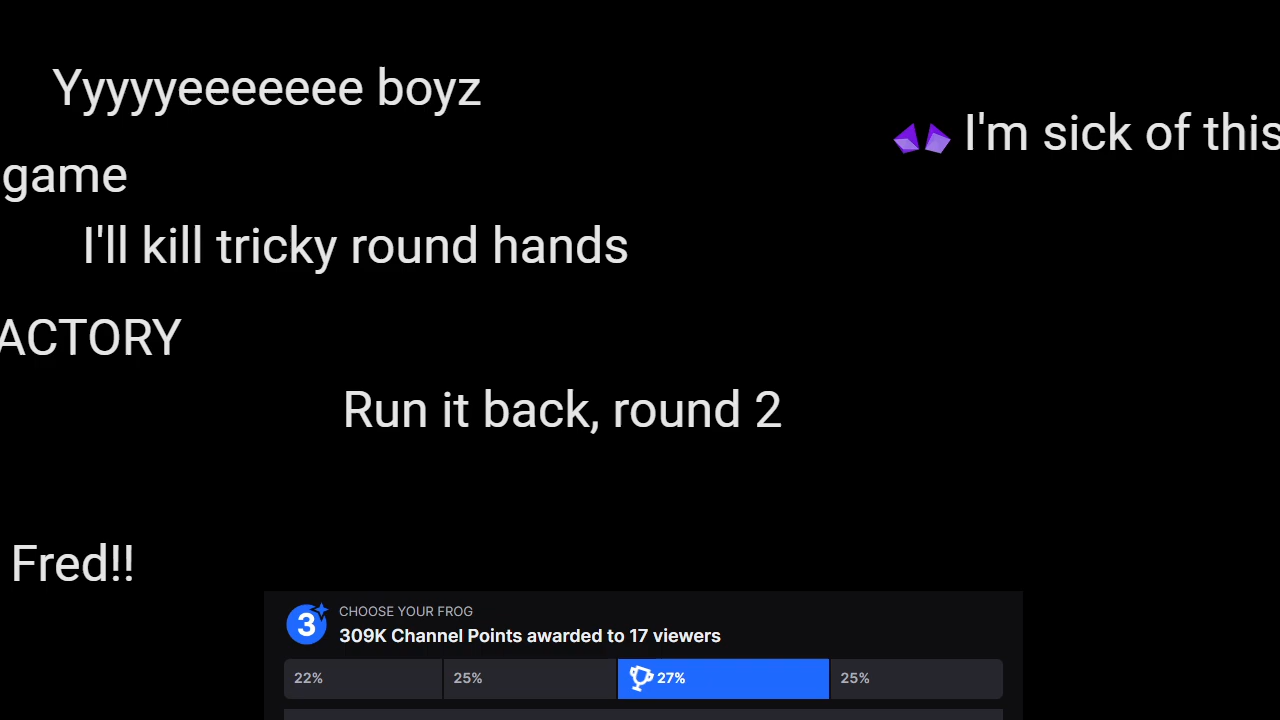 Yyyyyeeeeeee boyz
I'm sick of this
game
I'll kill tricky round hands
ACTORY
Run it back, round 2
Fred!!
3
CHOOSE YOUR FROG
309K Channel Points awarded to 17 viewers
22% 25% 27% 25%